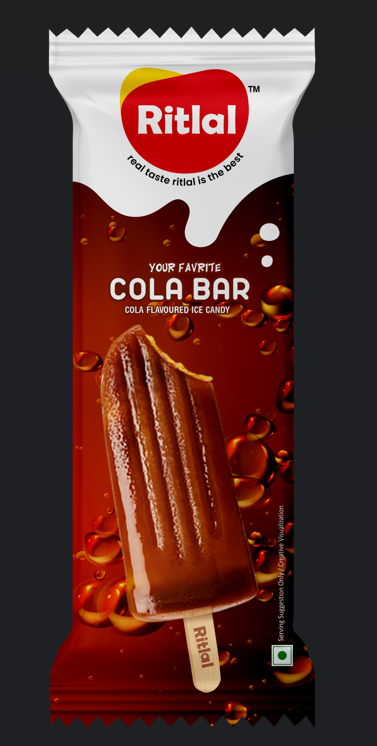 Ritlal
TM
real taste ritlal is the best
YOUR FAVRITE
COLA BAR
COLA FLAVOURED ICE CANDY
Serving Suggestion Only / Creative Visualization
Ritlal